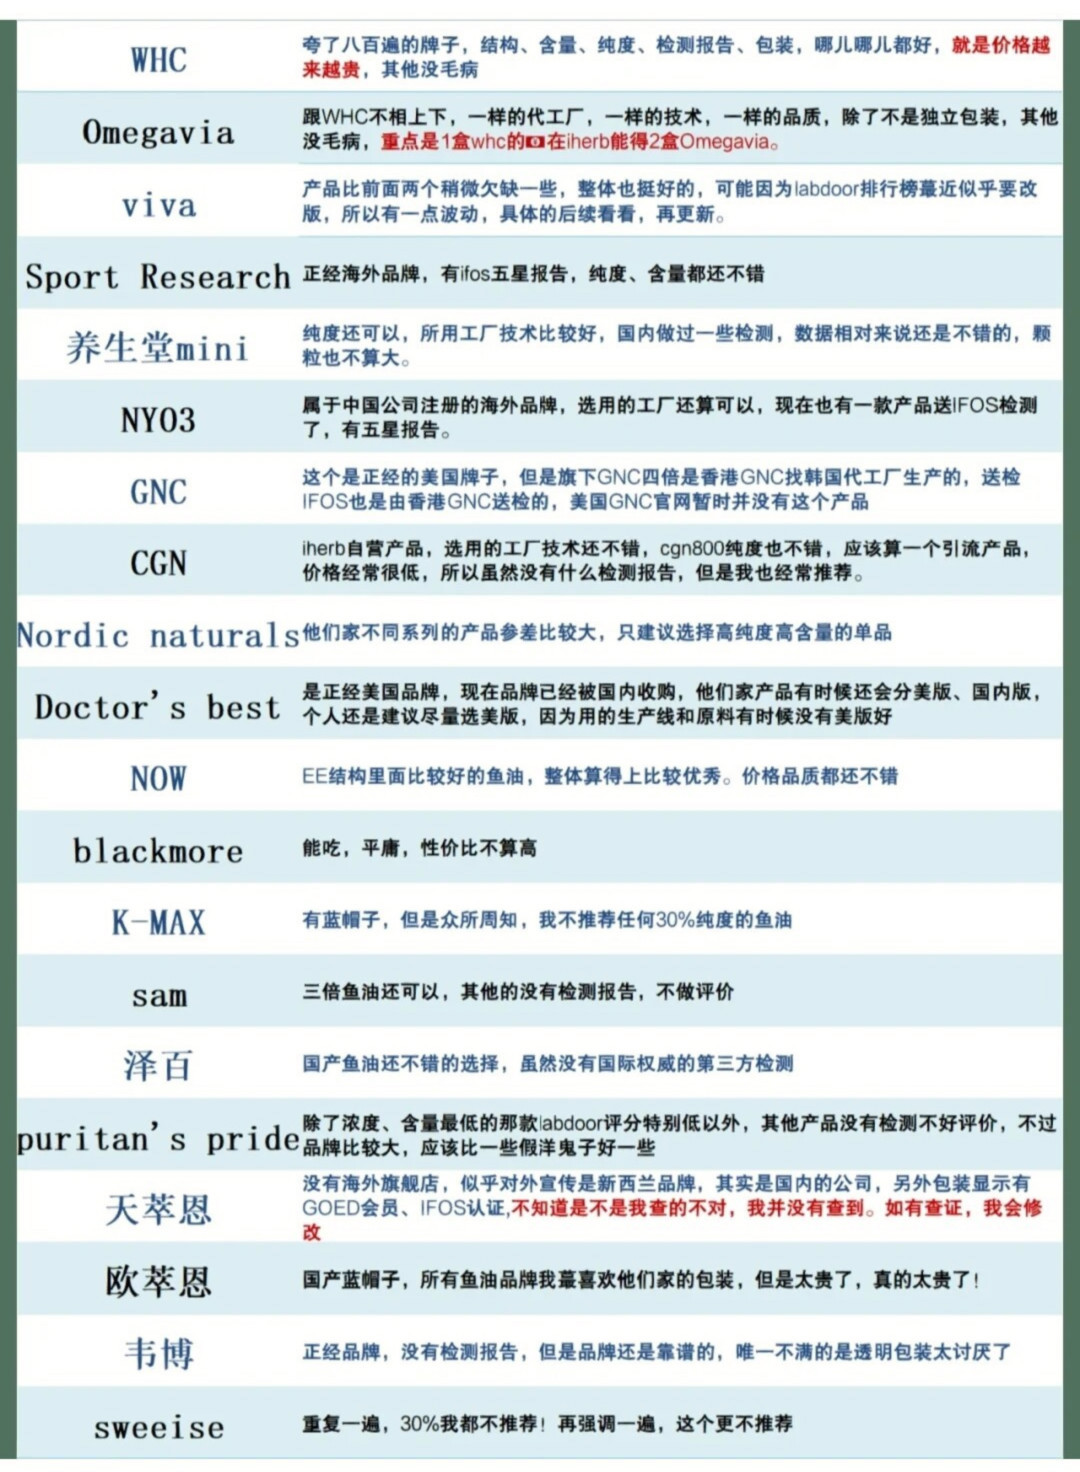 WHC
夸了八百遍的牌子，结构、含量、纯度、检测报告、包装，哪儿哪儿都好，就是价格越
来越贵，其他没毛病
Omegavia
跟WHC不相上下，一样的代工厂，一样的技术，一样的品质，除了不是独立包装，其他
没毛病，重点是1盒whc的💴在iherb能得2盒Omegavia。
viva
产品比前面两个稍微欠缺一些，整体也挺好的，可能因为labdoor排行榜蕞近似乎要改
版，所以有一点波动，具体的后续看看，再更新。
Sport Research
正经海外品牌，有ifos五星报告，纯度、含量都还不错
养生堂mini
纯度还可以，所用工厂技术比较好，国内做过一些检测，数据相对来说还是不错的，颗
粒也不算大。
NYO3
属于中国公司注册的海外品牌，选用的工厂还算可以，现在也有一款产品送IFOS检测
了，有五星报告。
GNC
这个是正经的美国牌子，但是旗下GNC四倍是香港GNC找韩国代工厂生产的，送检
IFOS也是由香港GNC送检的，美国GNC官网暂时并没有这个产品
CGN
iherb自营产品，选用的工厂技术还不错，cgn800纯度也不错，应该算一个引流产品，
价格经常很低，所以虽然没有什么检测报告，但是我也经常推荐。
Nordic naturals
他们家不同系列的产品参差比较大，只建议选择高纯度高含量的单品
Doctor's best
是正经美国品牌，现在品牌已经被国内收购，他们家产品有时候还会分美版、国内版，
个人还是建议尽量选美版，因为用的生产线和原料有时候没有美版好
NOW
EE结构里面比较好的鱼油，整体算得上比较优秀。价格品质都还不错
blackmore
能吃，平庸，性价比不算高
K-MAX
有蓝帽子，但是众所周知，我不推荐任何30%纯度的鱼油
sam
三倍鱼油还可以，其他的没有检测报告，不做评价
泽百
国产鱼油还不错的选择，虽然没有国际权威的第三方检测
puritan's pride
除了浓度、含量最低的那款labdoor评分特别低以外，其他产品没有检测不好评价，不过
品牌比较大，应该比一些假洋鬼子好一些
天萃恩
没有海外旗舰店，似乎对外宣传是新西兰品牌，其实是国内的公司，另外包装显示有
GOED会员、IFOS认证,不知道是不是我查的不对，我并没有查到。如有查证，我会修
改
欧萃恩
国产蓝帽子，所有鱼油品牌我蕞喜欢他们家的包装，但是太贵了，真的太贵了！
韦博
正经品牌，没有检测报告，但是品牌还是靠谱的，唯一不满的是透明包装太讨厌了
sweeise
重复一遍，30%我都不推荐！再强调一遍，这个更不推荐